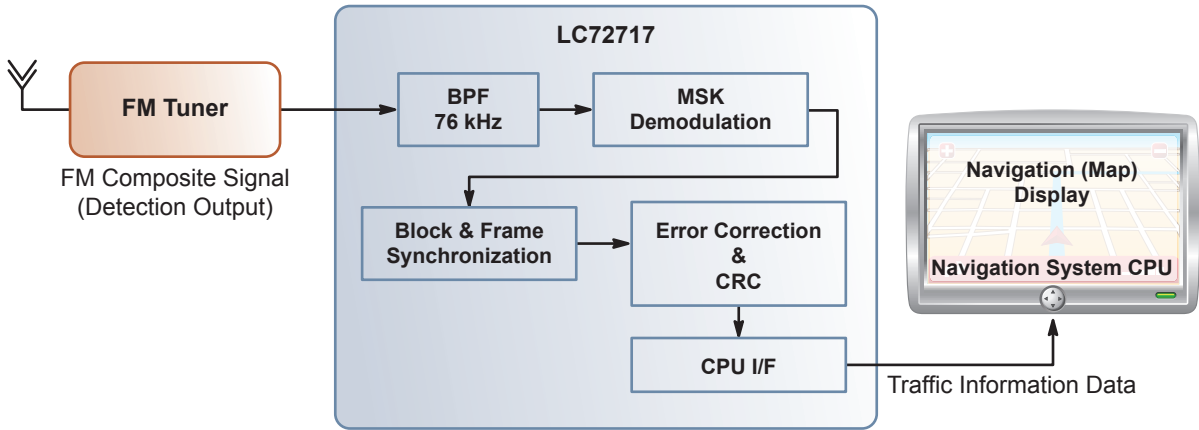 LC72717
FM Tuner
FM Composite Signal
(Detection Output)
BPF
76 kHz
MSK
Demodulation
Block & Frame
Synchronization
Error Correction
&
CRC
CPU I/F
Navigation (Map)
Display
Navigation System CPU
Traffic Information Data